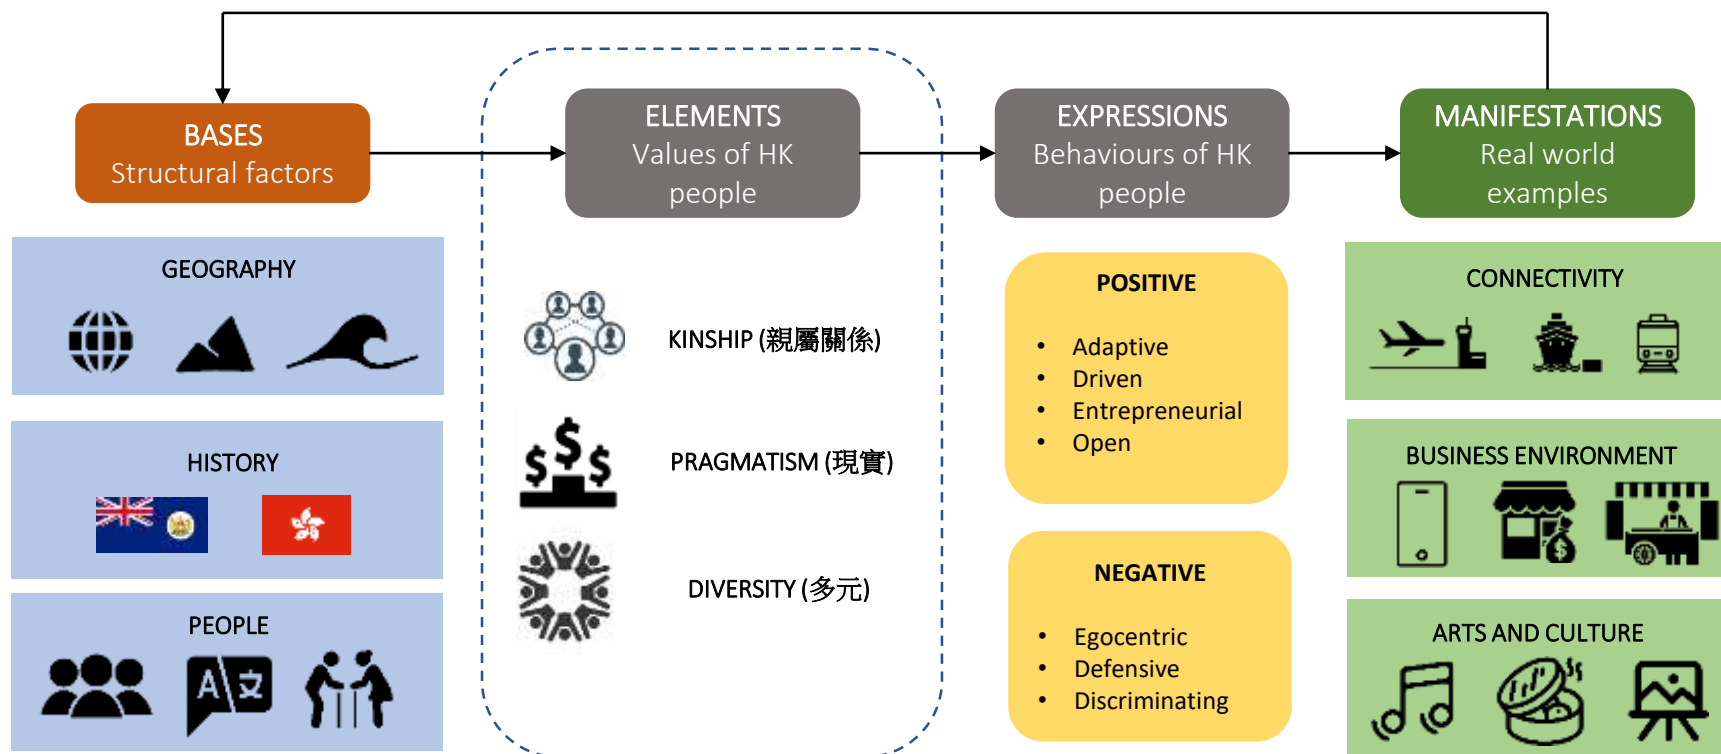 BASES
Structural factors
ELEMENTS
Values of HK
people
EXPRESSIONS
Behaviours of HK
people
MANIFESTATIONS
Real world
examples
GEOGRAPHY
HISTORY
PEOPLE
A 文
KINSHIP (親屬關係)
$ $ $
PRAGMATISM (現實)
DIVERSITY (多元)
POSITIVE
• Adaptive
• Driven
• Entrepreneurial
• Open
NEGATIVE
• Egocentric
• Defensive
• Discriminating
CONNECTIVITY
BUSINESS ENVIRONMENT
$
ARTS AND CULTURE